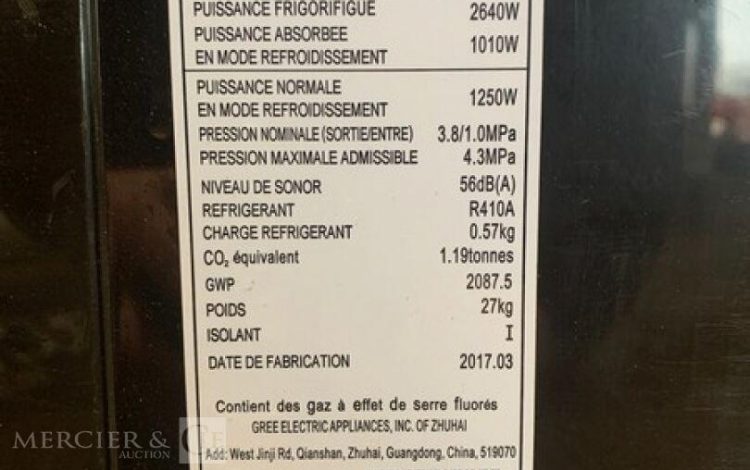 PUISSANCE FRIGORIFIGUE 2640W
PUISSANCE ABSORBEE
EN MODE REFROIDISSEMENT 1010W
PUISSANCE NORMALE
EN MODE REFROIDISSEMENT 1250W
PRESSION NOMINALE (SORTIE/ENTRE) 3.8/1.0MPa
PRESSION MAXIMALE ADMISSIBLE 4.3MPa
NIVEAU DE SONOR 56dB(A)
REFRIGERANT R410A
CHARGE REFRIGERANT 0.57kg
CO₂ équivalent 1.19tonnes
GWP 2087.5
POIDS 27kg
ISOLANT I
DATE DE FABRICATION 2017.03
Contient des gaz à effet de serre fluorés
GREE ELECTRIC APPLIANCES, INC. OF ZHUHAI
Add: West Jinji Rd, Qianshan, Zhuhai, Guangdong, China, 519070
MERCIER & C
AUCTION